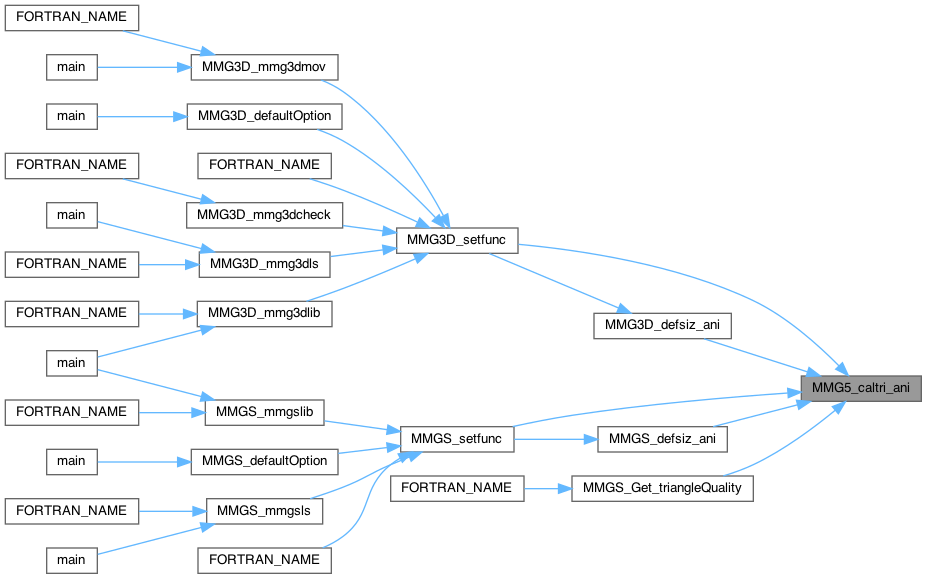 FORTRAN_NAME
main
MMG3D_mmg3dmov
main
MMG3D_defaultOption
FORTRAN_NAME
FORTRAN_NAME
main
MMG3D_mmg3dcheck
MMG3D_setfunc
FORTRAN_NAME
MMG3D_mmg3dls
FORTRAN_NAME
MMG3D_mmg3dlib
MMG3D_defsiz_ani
main
MMG5_caltri_ani
FORTRAN_NAME
MMGS_mmgslib
MMGS_setfunc
MMGS_defsiz_ani
main
MMGS_defaultOption
FORTRAN_NAME
MMGS_Get_triangleQuality
FORTRAN_NAME
MMGS_mmgsls
main
FORTRAN_NAME